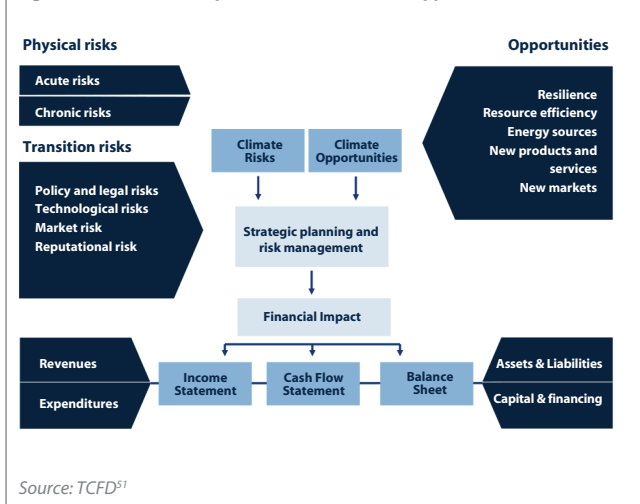 Physical risks
Acute risks
Chronic risks
Transition risks
Policy and legal risks
Technological risks
Market risk
Reputational risk
Opportunities
Resilience
Resource efficiency
Energy sources
New products and
services
New markets
Climate
Risks
Climate
Opportunities
Strategic planning and
risk management
Financial Impact
Revenues
Expenditures
Income
Statement
Cash Flow
Statement
Balance
Sheet
Assets & Liabilities
Capital & financing
Source: TCFD51